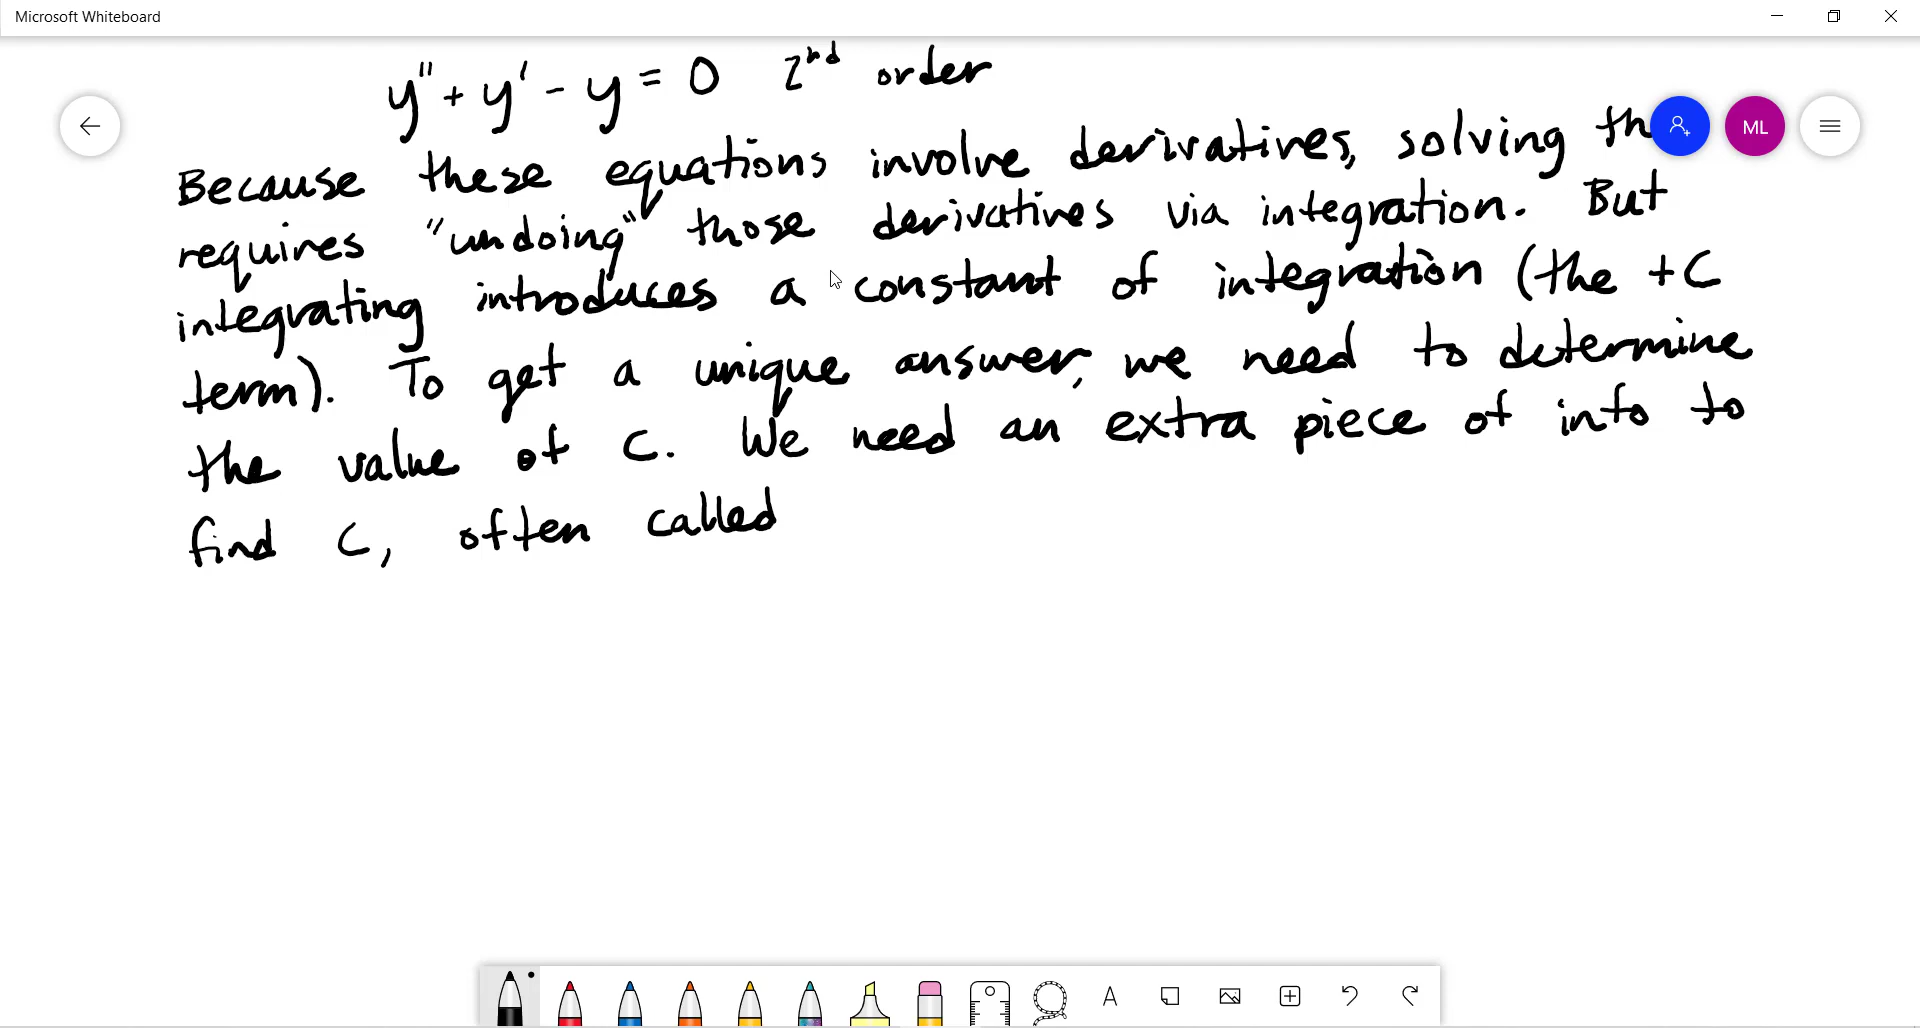 Microsoft Whiteboard
y'' + y' - y = 0 2nd order
Because these equations involve derivatives, solving th
requires "undoing" those derivatives via integration. But
integrating introduces a constant of integration (the +C
term). To get a unique answer, we need to determine
the value of C. We need an extra piece of info to
find C, often called
ML
A